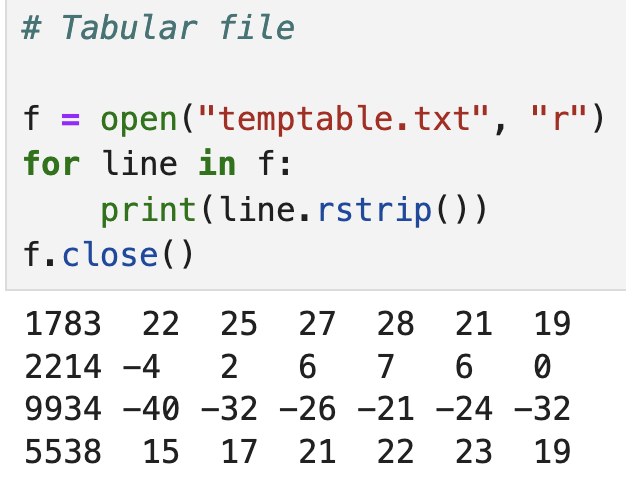 # Tabular file
f = open("temptable.txt", "r")
for line in f:
    print(line.rstrip())
f.close()
1783  22  25  27  28  21  19
2214 −4   2   6   7   6   0
9934 −40 −32 −26 −21 −24 −32
5538  15  17  21  22  23  19